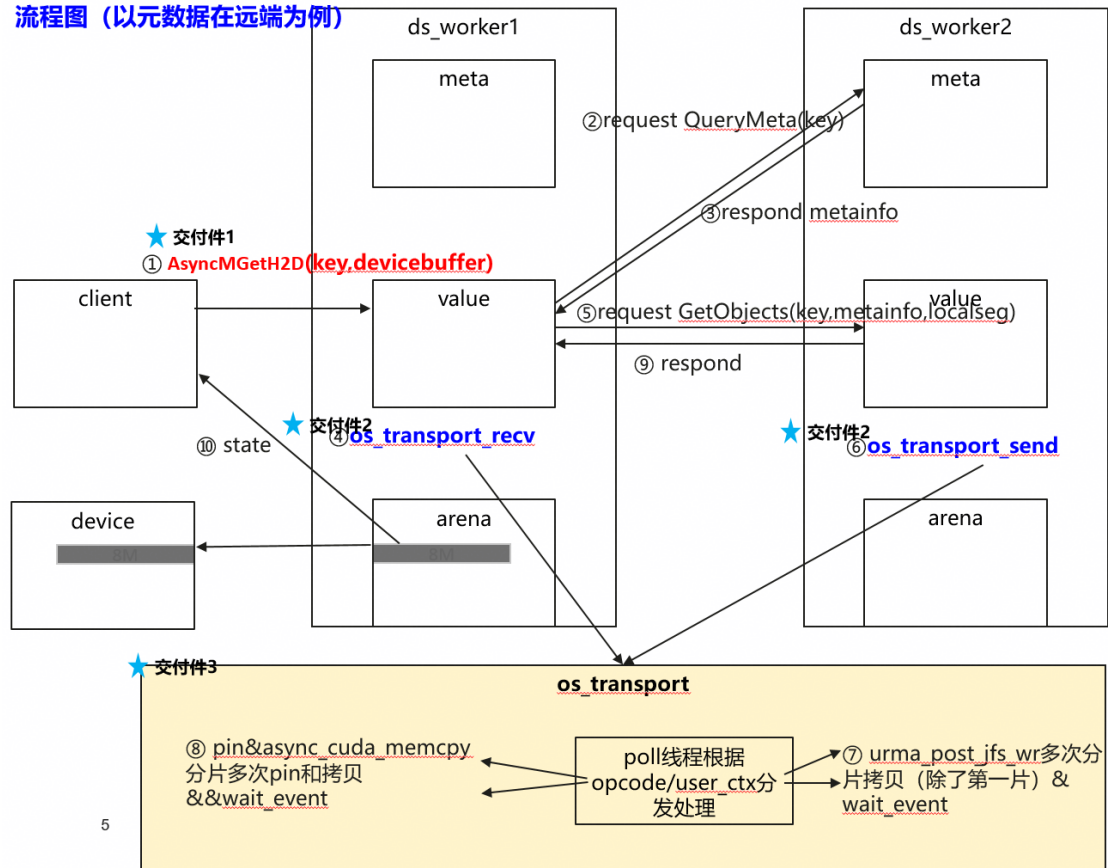 流程图（以元数据在远端为例）
ds_worker1
ds_worker2
meta
meta
②request QueryMeta(key)
③respond metainfo
交付件1
① AsyncMGetH2D(key,devicebuffer)
client
value
value
⑤request GetObjects(key,metainfo,localseg)
⑨ respond
交付件2
④os_transport_recv
交付件2
⑥os_transport_send
⑩ state
device
8M
arena
8M
arena
交付件3
os_transport
⑧ pin&async_cuda_memcpy
分片多次pin和拷贝
&&wait_event
poll线程根据
opcode/user_ctx分
发处理
⑦ urma_post_jfs_wr多次分
片拷贝（除了第一片）&
wait_event
5